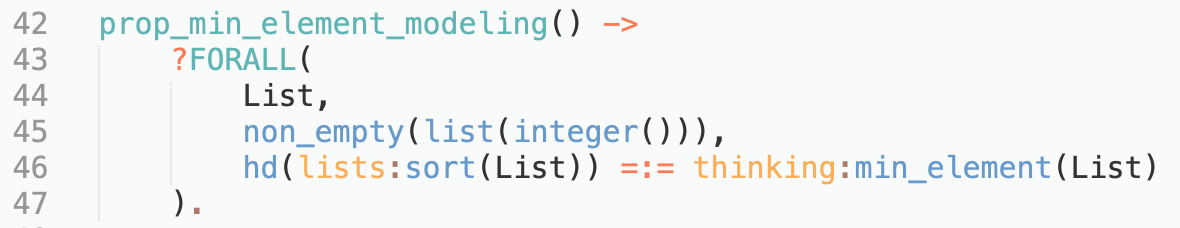 42 prop_min_element_modeling() ->
43     ?FORALL(
44         List,
45         non_empty(list(integer())),
46         hd(lists:sort(List)) =:= thinking:min_element(List)
47     ).